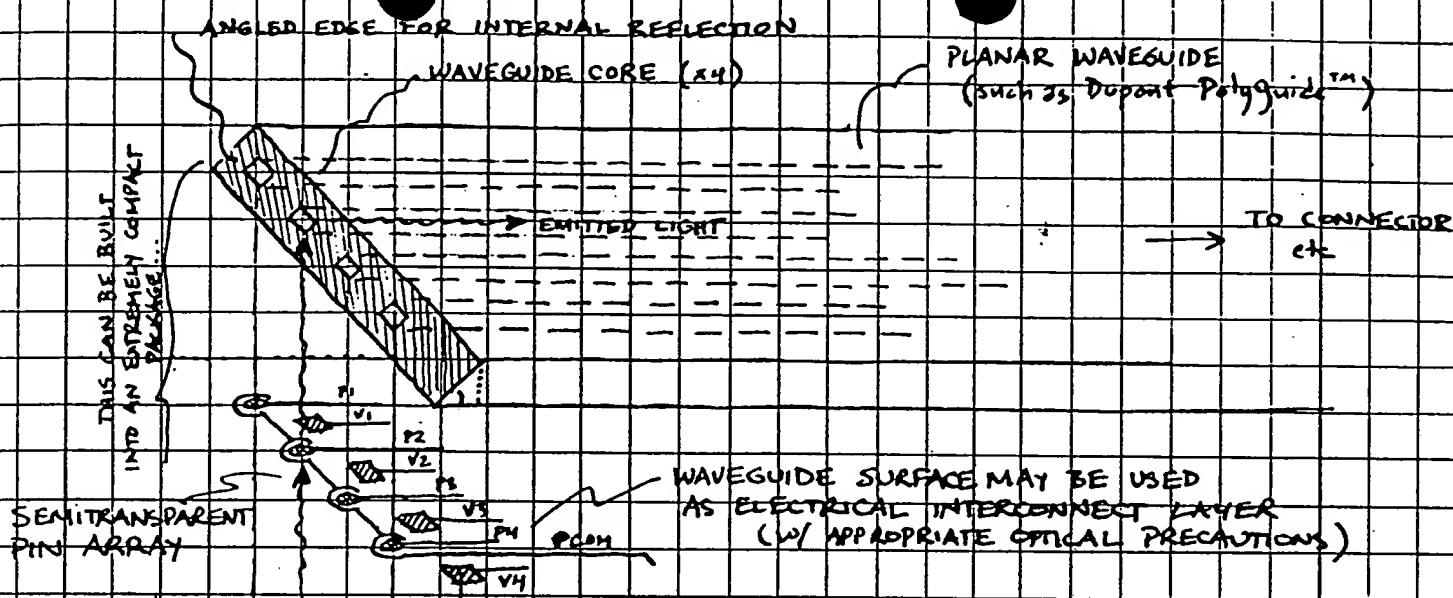 ANGLED EDGE FOR INTERNAL REFLECTION
WAVEGUIDE CORE (x4)
PLANAR WAVEGUIDE
(such as Dupont Polyguide™)
THIS CAN BE BUILT
INTO AN EXTREMELY COMPACT
PACKAGE...
EMITTED LIGHT
TO CONNECTOR
etc
P1
V1
P2
V2
P3
V3
P4
PCOM
V4
SEMITRANSPARENT
PIN ARRAY
WAVEGUIDE SURFACE MAY BE USED
AS ELECTRICAL INTERCONNECT LAYER
(W/ APPROPRIATE OPTICAL PRECAUTIONS)